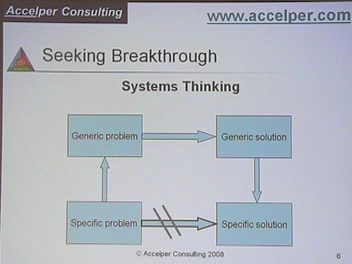 Accelper Consulting
www.accelper.com
Seeking Breakthrough
Systems Thinking
Generic problem
Generic solution
Specific problem
Specific solution
© Accelper Consulting 2008
6